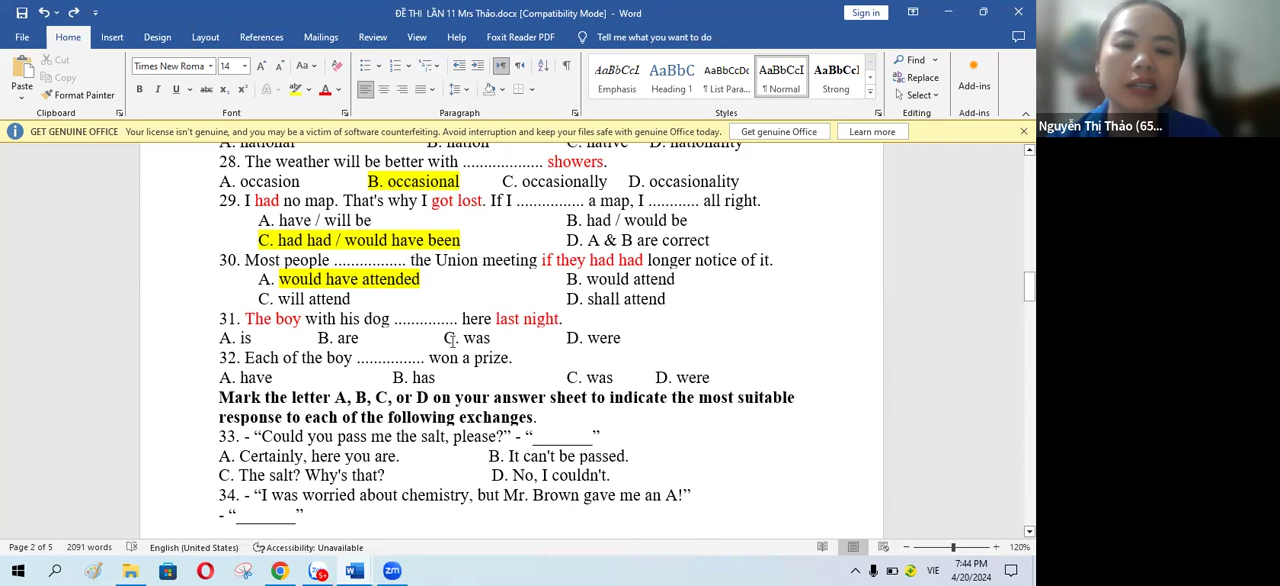 ĐỀ THI LẦN 11 Mrs Thảo.docx [Compatibility Mode] - Word
Sign in
File Home Insert Design Layout References Mailings Review View Help Foxit Reader PDF Tell me what you want to do
Paste
Cut
Copy
Format Painter
Clipboard
Times New Roma 14
Font
Paragraph
AaBbCcI AaBbC AaBbCcDc AaBbCcI AaBbCc
Emphasis Heading 1 ¶ List Para... ¶ Normal Strong
Styles
Find
Replace
Select
Editing
Add-ins
Add-ins
GET GENUINE OFFICE Your license isn't genuine, and you may be a victim of software counterfeiting. Avoid interruption and keep your files safe with genuine Office today. Get genuine Office Learn more
Nguyễn Thị Thảo (65...
A. national B. nation C. native D. nationality
28. The weather will be better with ................... showers.
A. occasion B. occasional C. occasionally D. occasionality
29. I had no map. That's why I got lost. If I ................ a map, I ............ all right.
A. have / will be B. had / would be
C. had had / would have been D. A & B are correct
30. Most people ................. the Union meeting if they had had longer notice of it.
A. would have attended B. would attend
C. will attend D. shall attend
31. The boy with his dog ............... here last night.
A. is B. are C. was D. were
32. Each of the boy ................ won a prize.
A. have B. has C. was D. were
Mark the letter A, B, C, or D on your answer sheet to indicate the most suitable
response to each of the following exchanges.
33. - “Could you pass me the salt, please?” - “_______”
A. Certainly, here you are. B. It can't be passed.
C. The salt? Why's that? D. No, I couldn't.
34. - “I was worried about chemistry, but Mr. Brown gave me an A!”
- “_______”
Page 2 of 5 2091 words English (United States) Accessibility: Unavailable 120%
VIE
7:44 PM
4/20/2024